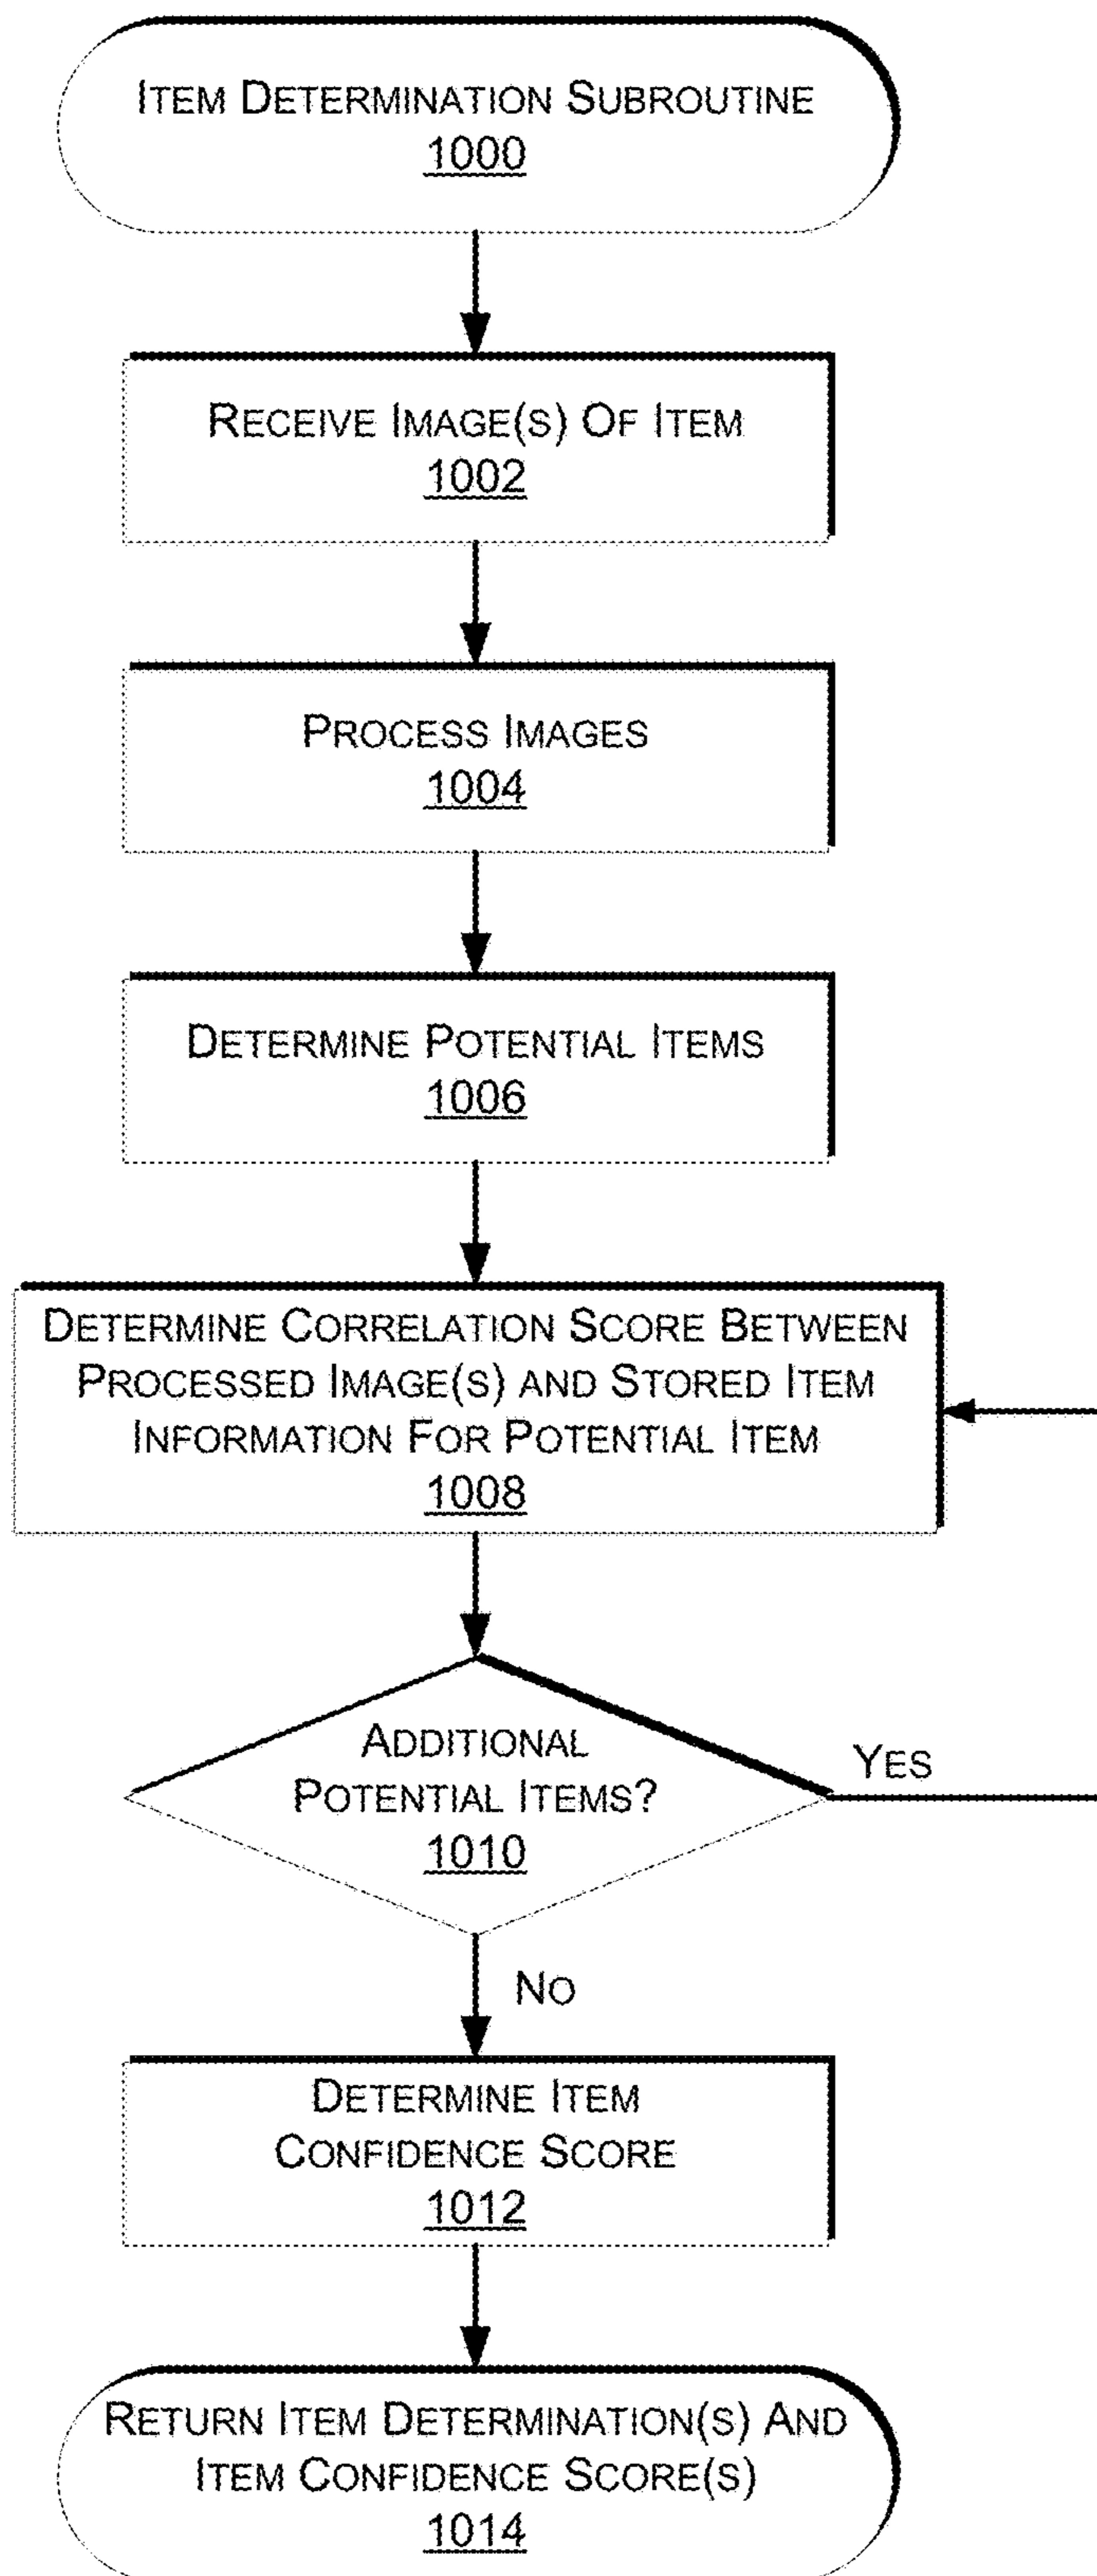 ITEM DETERMINATION SUBROUTINE
1000
RECEIVE IMAGE(S) OF ITEM
1002
PROCESS IMAGES
1004
DETERMINE POTENTIAL ITEMS
1006
DETERMINE CORRELATION SCORE BETWEEN
PROCESSED IMAGE(S) AND STORED ITEM
INFORMATION FOR POTENTIAL ITEM
1008
ADDITIONAL
POTENTIAL ITEMS?
1010
YES
NO
DETERMINE ITEM
CONFIDENCE SCORE
1012
RETURN ITEM DETERMINATION(S) AND
ITEM CONFIDENCE SCORE(S)
1014